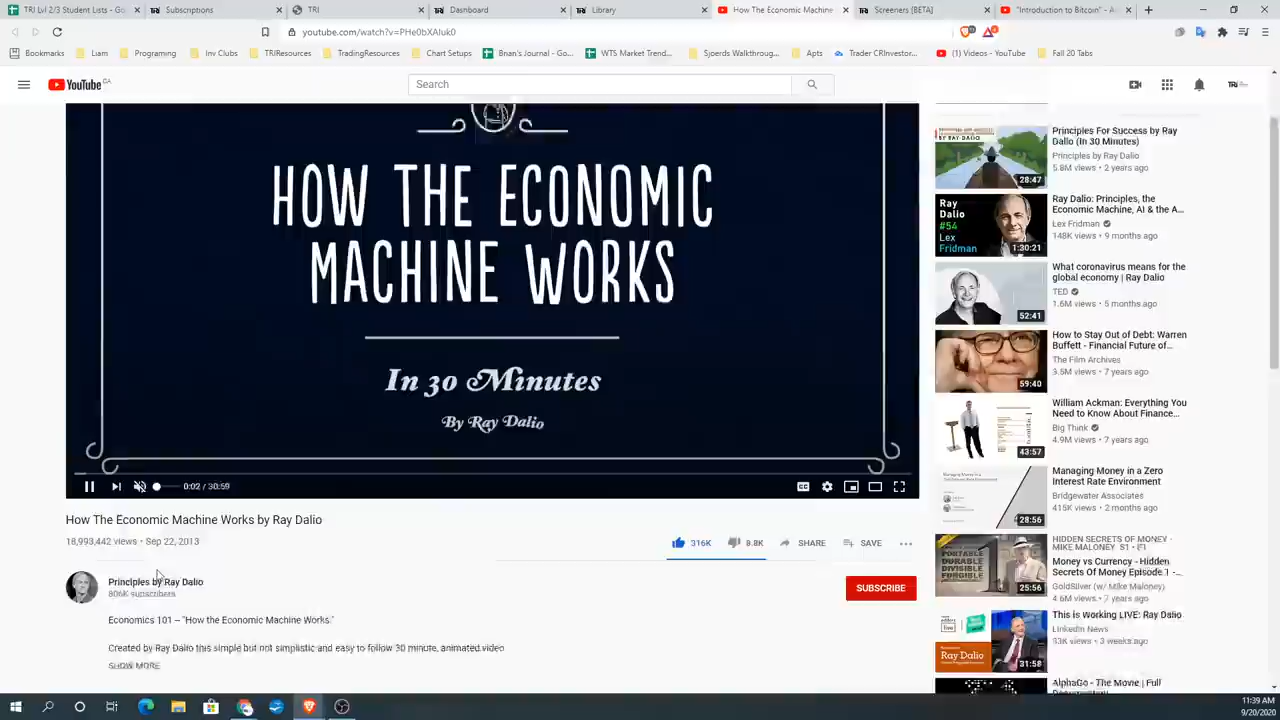 TRI Lvl 2/3 Student Lists - Go
Subscriptions
TRI
Dashboard
Library
How The Economic Machine
Screeners [BETA]
"Introduction to Bitcoin" - A
youtube.com/watch?v=PHe0bXAIuk0
Bookmarks
Liam
Programing
Inv Clubs
TRIResources
TradingResources
Chart Setups
Brian's Journal - Go...
WTS Market Trend...
Sjoerds Walkthroug...
Apts
Trader CRInvestor...
(1) Videos - YouTube
Fall 20 Tabs
YouTube CA
Search
HOW THE ECONOMIC
MACHINE WORKS
In 30 Minutes
By Ray Dalio
0:02 / 30:59
How The Economic Machine Works by Ray Dalio
18,993,442 views • Sep 22, 2013
316K
8.8K
SHARE
SAVE
Principles by Ray Dalio
806K subscribers
SUBSCRIBE
Economics 101 -- "How the Economic Machine Works."
Created by Ray Dalio this simple but not simplistic and easy to follow 30 minute, animated video
SHOW MORE
BY RAY DALIO
28:47
Principles For Success by Ray
Dalio (In 30 Minutes)
Principles by Ray Dalio
5.8M views • 2 years ago
Ray
Dalio
#54
Lex
Fridman
1:30:21
Ray Dalio: Principles, the
Economic Machine, AI & the A...
Lex Fridman
148K views • 9 months ago
52:41
What coronavirus means for the
global economy | Ray Dalio
TED
1.6M views • 5 months ago
59:40
How to Stay Out of Debt: Warren
Buffett - Financial Future of...
The Film Archives
3.5M views • 7 years ago
43:57
William Ackman: Everything You
Need to Know About Finance...
Big Think
4.9M views • 7 years ago
28:56
Managing Money in a Zero
Interest Rate Environment
Bridgewater Associates
415K views • 2 months ago
PORTABLE
DURABLE
DIVISIBLE
FUNGIBLE
25:56
HIDDEN SECRETS OF MONEY -
MIKE MALONEY S1 • E1
Money vs Currency - Hidden
Secrets Of Money Episode 1 -...
GoldSilver (w/ Mike Maloney)
4.6M views • 7 years ago
Ray Dalio
31:58
This is Working LIVE: Ray Dalio
LinkedIn News
33K views • 3 weeks ago
AlphaGo - The Movie | Full
11:39 AM
9/20/2020